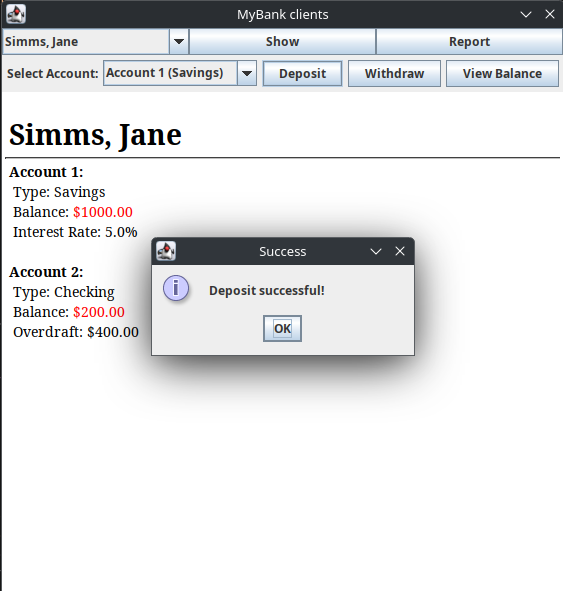 MyBank clients
Simms, Jane Show Report
Select Account: Account 1 (Savings) Deposit Withdraw View Balance
Simms, Jane
Account 1:
Type: Savings
Balance: $1000.00
Interest Rate: 5.0%
Account 2:
Type: Checking
Balance: $200.00
Overdraft: $400.00
Success
Deposit successful!
OK